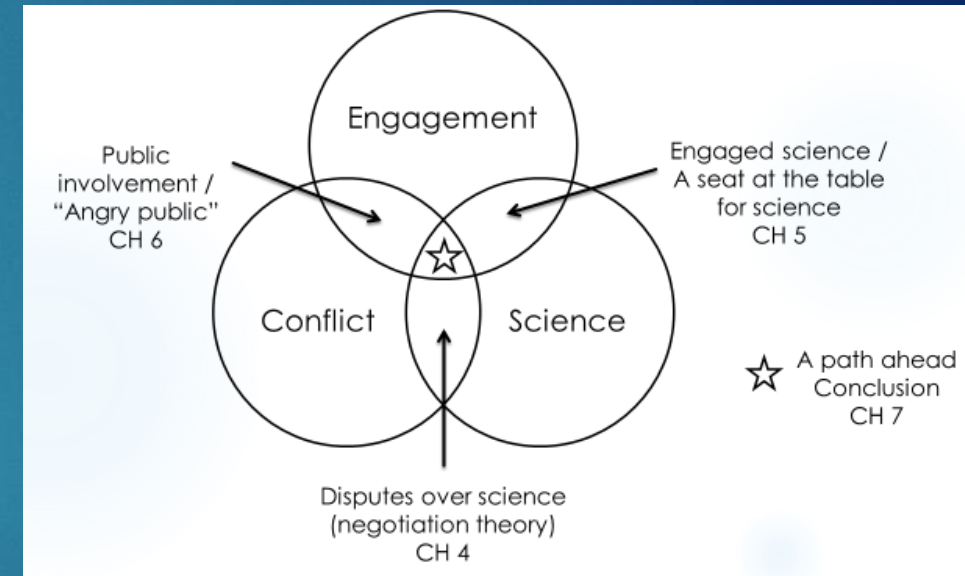 Engagement
Public
involvement /
“Angry public”
CH 6
Engaged science /
A seat at the table
for science
CH 5
Conflict
Science
A path ahead
Conclusion
CH 7
Disputes over science
(negotiation theory)
CH 4